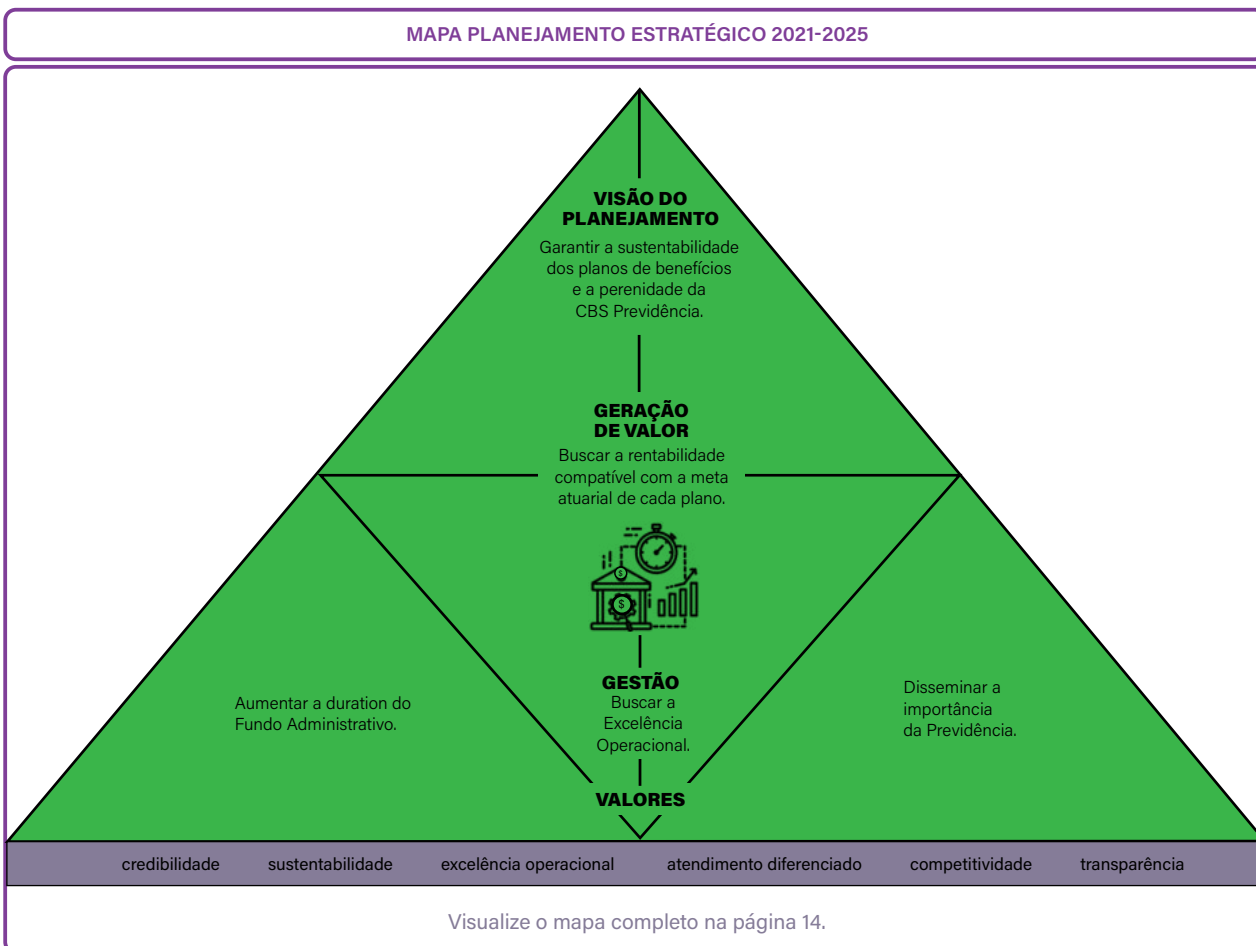 MAPA PLANEJAMENTO ESTRATÉGICO 2021-2025
VISÃO DO
PLANEJAMENTO
Garantir a sustentabilidade
dos planos de benefícios
e a perenidade da
CBS Previdência.
GERAÇÃO
DE VALOR
Buscar a rentabilidade
compatível com a meta
atuarial de cada plano.
$
$
Aumentar a duration do
Fundo Administrativo.
GESTÃO
Buscar a
Excelência
Operacional.
Disseminar a
importância
da Previdência.
VALORES
credibilidade sustentabilidade excelência operacional atendimento diferenciado competitividade transparência
Visualize o mapa completo na página 14.